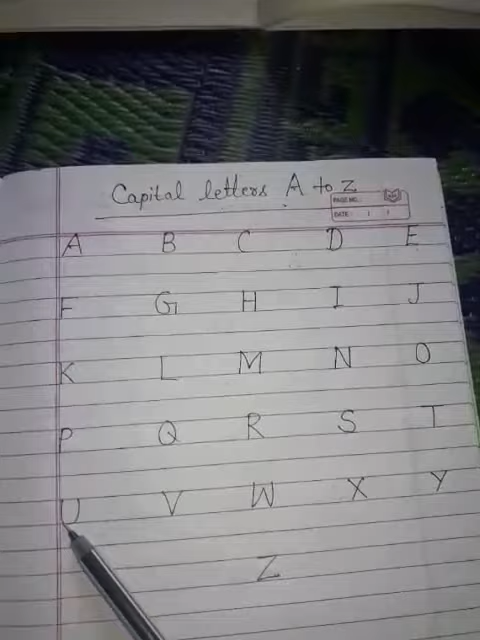 Capital letters A to Z
PAGE NO.:
DATE: / /
A B C D E
F G H I J
K L M N O
P Q R S T
U V W X Y
Z